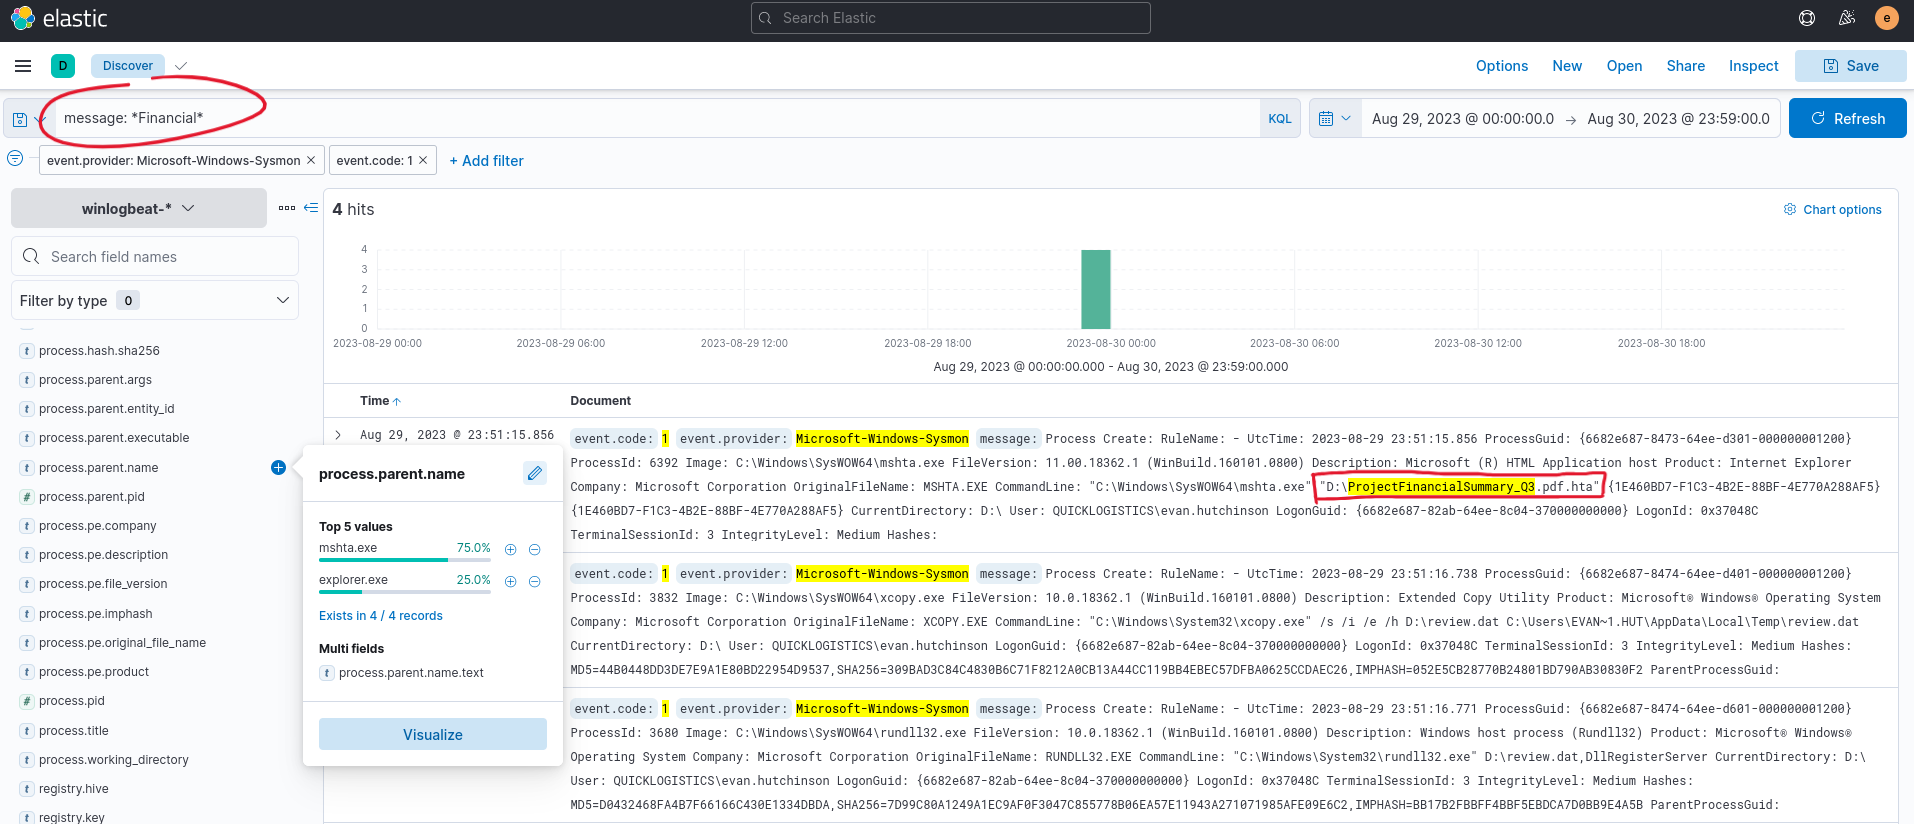 elastic
Search Elastic
e
D
Discover
Options
New
Open
Share
Inspect
Save
message: *Financial*
KQL
Aug 29, 2023 @ 00:00:00.0 → Aug 30, 2023 @ 23:59:00.0
Refresh
event.provider: Microsoft-Windows-Sysmon ×
event.code: 1 ×
+ Add filter
winlogbeat-*
Search field names
Filter by type 0
t process.hash.sha256
t process.parent.args
t process.parent.entity_id
t process.parent.executable
t process.parent.name
# process.parent.pid
t process.pe.company
t process.pe.description
t process.pe.file_version
t process.pe.imphash
t process.pe.original_file_name
t process.pe.product
# process.pid
t process.title
t process.working_directory
t registry.hive
t registry.key
process.parent.name
Top 5 values
mshta.exe 75.0%
explorer.exe 25.0%
Exists in 4 / 4 records
Multi fields
t process.parent.name.text
Visualize
4 hits
Chart options
4
3
2
1
0
2023-08-29 00:00
2023-08-29 06:00
2023-08-29 12:00
2023-08-29 18:00
2023-08-30 00:00
2023-08-30 06:00
2023-08-30 12:00
2023-08-30 18:00
Aug 29, 2023 @ 00:00:00.000 - Aug 30, 2023 @ 23:59:00.000
Time ↑
Document
Aug 29, 2023 @ 23:51:15.856
event.code: 1 event.provider: Microsoft-Windows-Sysmon message: Process Create: RuleName: - UtcTime: 2023-08-29 23:51:15.856 ProcessGuid: {6682e687-8473-64ee-d301-000000001200}
ProcessId: 6392 Image: C:\Windows\SysWOW64\mshta.exe FileVersion: 11.00.18362.1 (WinBuild.160101.0800) Description: Microsoft (R) HTML Application host Product: Internet Explorer
Company: Microsoft Corporation OriginalFileName: MSHTA.EXE CommandLine: "C:\Windows\SysWOW64\mshta.exe" "D:\ProjectFinancialSummary_Q3.pdf.hta" {1E460BD7-F1C3-4B2E-88BF-4E770A288AF5}
{1E460BD7-F1C3-4B2E-88BF-4E770A288AF5} CurrentDirectory: D:\ User: QUICKLOGISTICS\evan.hutchinson LogonGuid: {6682e687-82ab-64ee-8c04-370000000000} LogonId: 0x37048C
TerminalSessionId: 3 IntegrityLevel: Medium Hashes:
event.code: 1 event.provider: Microsoft-Windows-Sysmon message: Process Create: RuleName: - UtcTime: 2023-08-29 23:51:16.738 ProcessGuid: {6682e687-8474-64ee-d401-000000001200}
ProcessId: 3832 Image: C:\Windows\SysWOW64\xcopy.exe FileVersion: 10.0.18362.1 (WinBuild.160101.0800) Description: Extended Copy Utility Product: Microsoft® Windows® Operating System
Company: Microsoft Corporation OriginalFileName: XCOPY.EXE CommandLine: "C:\Windows\System32\xcopy.exe" /s /i /e /h D:\review.dat C:\Users\EVAN~1.HUT\AppData\Local\Temp\review.dat
CurrentDirectory: D:\ User: QUICKLOGISTICS\evan.hutchinson LogonGuid: {6682e687-82ab-64ee-8c04-370000000000} LogonId: 0x37048C TerminalSessionId: 3 IntegrityLevel: Medium Hashes:
MD5=44B0448DD3DE7E9A1E80BD22954D9537,SHA256=309BAD3C84C4830B6C71F8212A0CB13A44CC119BB4EBEC57DFBA0625CCDAEC26,IMPHASH=052E5CB28770B24801BD790AB30830F2 ParentProcessGuid:
event.code: 1 event.provider: Microsoft-Windows-Sysmon message: Process Create: RuleName: - UtcTime: 2023-08-29 23:51:16.771 ProcessGuid: {6682e687-8474-64ee-d601-000000001200}
ProcessId: 3680 Image: C:\Windows\SysWOW64\rundll32.exe FileVersion: 10.0.18362.1 (WinBuild.160101.0800) Description: Windows host process (Rundll32) Product: Microsoft® Windows®
Operating System Company: Microsoft Corporation OriginalFileName: RUNDLL32.EXE CommandLine: "C:\Windows\System32\rundll32.exe" D:\review.dat,DllRegisterServer CurrentDirectory: D:\
User: QUICKLOGISTICS\evan.hutchinson LogonGuid: {6682e687-82ab-64ee-8c04-370000000000} LogonId: 0x37048C TerminalSessionId: 3 IntegrityLevel: Medium Hashes:
MD5=D0432468FA4B7F66166C430E1334DBDA,SHA256=7D99C80A1249A1EC9AF0F3047C855778B06EA57E11943A271071985AFE09E6C2,IMPHASH=BB17B2FBBFF4BBF5EBDCA7D0BB9E4A5B ParentProcessGuid: